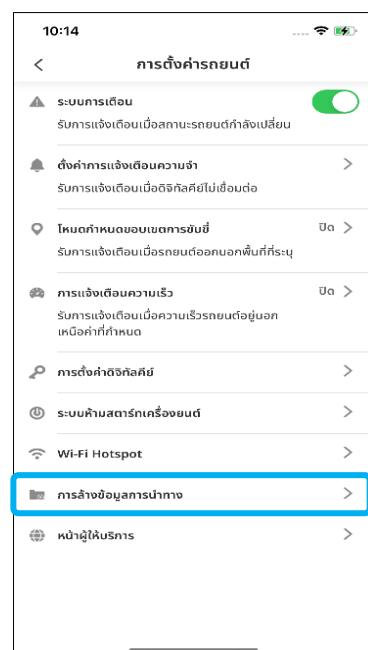 10:14
การตั้งค่ารถยนต์
ระบบการเตือน
รับการแจ้งเตือนเมื่อสถานะรถยนต์กำลังเปลี่ยน
ตั้งค่าการแจ้งเตือนความจำ
รับการแจ้งเตือนเมื่อดิจิทัลคีย์ไม่เชื่อมต่อ
โหมดกำหนดขอบเขตการขับขี่ ปิด
รับการแจ้งเตือนเมื่อรถยนต์ออกนอกพื้นที่ที่ระบุ
การแจ้งเตือนความเร็ว ปิด
รับการแจ้งเตือนเมื่อความเร็วรถยนต์อยู่นอก
เหนือค่าที่กำหนด
การตั้งค่าดิจิทัลคีย์
ระบบห้ามสตาร์ทเครื่องยนต์
Wi-Fi Hotspot
การล้างข้อมูลการนำทาง
หน้าผู้ให้บริการ